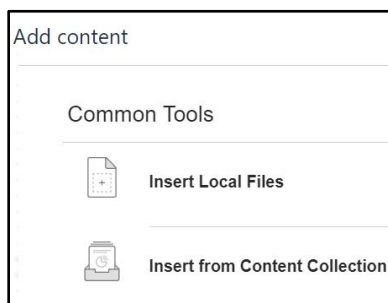 Add content
Common Tools
Insert Local Files
Insert from Content Collection